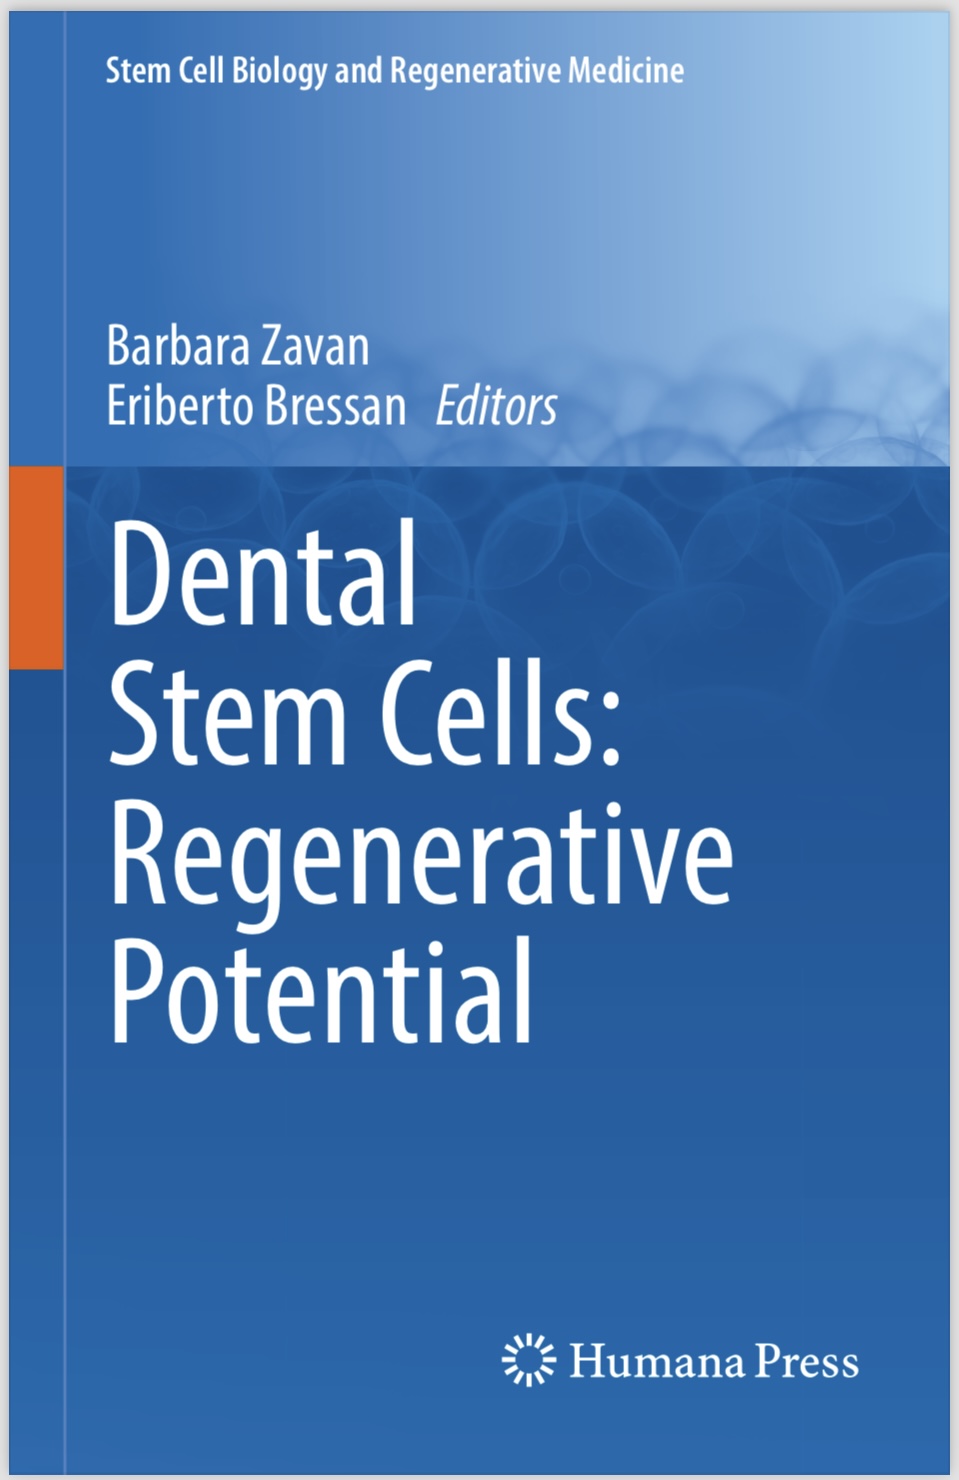 Stem Cell Biology and Regenerative Medicine
Barbara Zavan
Eriberto Bressan Editors
Dental
Stem Cells:
Regenerative
Potential
Humana Press